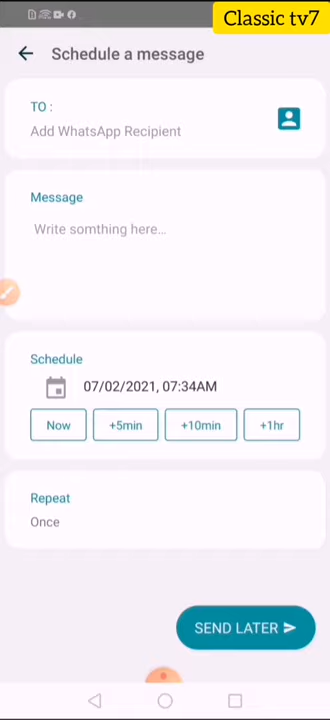 Classic tv7
Schedule a message
TO :
Add WhatsApp Recipient
Message
Write somthing here...
Schedule
07/02/2021, 07:34AM
Now +5min +10min +1hr
Repeat
Once
SEND LATER